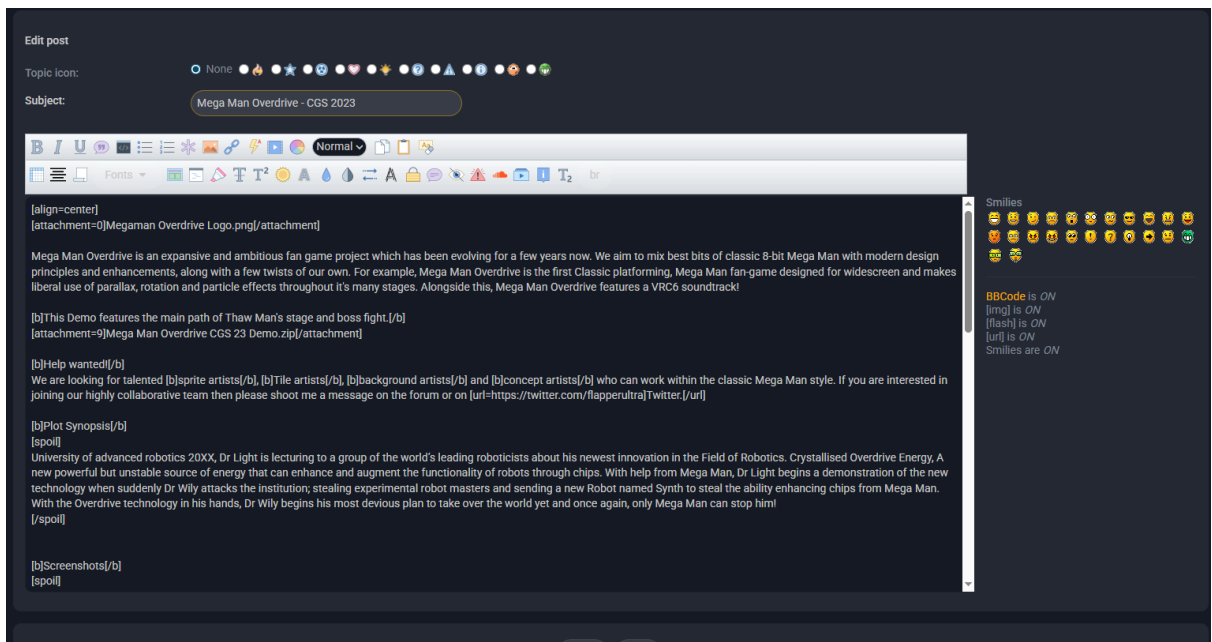 Edit post
Topic icon:
None
Subject:
Mega Man Overdrive - CGS 2023
B I U Normal
Fonts T T² A A T₂ br
[align=center]
[attachment=0]Megaman Overdrive Logo.png[/attachment]
Mega Man Overdrive is an expansive and ambitious fan game project which has been evolving for a few years now. We aim to mix best bits of classic 8-bit Mega Man with modern design
principles and enhancements, along with a few twists of our own. For example, Mega Man Overdrive is the first Classic platforming, Mega Man fan-game designed for widescreen and makes
liberal use of parallax, rotation and particle effects throughout it's many stages. Alongside this, Mega Man Overdrive features a VRC6 soundtrack!
[b]This Demo features the main path of Thaw Man's stage and boss fight.[/b]
[attachment=9]Mega Man Overdrive CGS 23 Demo.zip[/attachment]
[b]Help wanted![/b]
We are looking for talented [b]sprite artists[/b], [b]Tile artists[/b], [b]background artists[/b] and [b]concept artists[/b] who can work within the classic Mega Man style. If you are interested in
joining our highly collaborative team then please shoot me a message on the forum or on [url=https://twitter.com/flapperultra]Twitter.[/url]
[b]Plot Synopsis[/b]
[spoil]
University of advanced robotics 20XX, Dr Light is lecturing to a group of the world's leading roboticists about his newest innovation in the Field of Robotics. Crystallised Overdrive Energy, A
new powerful but unstable source of energy that can enhance and augment the functionality of robots through chips. With help from Mega Man, Dr Light begins a demonstration of the new
technology when suddenly Dr Wily attacks the institution; stealing experimental robot masters and sending a new Robot named Synth to steal the ability enhancing chips from Mega Man.
With the Overdrive technology in his hands, Dr Wily begins his most devious plan to take over the world yet and once again, only Mega Man can stop him!
[/spoil]
[b]Screenshots[/b]
[spoil]
Smilies
BBCode is ON
[img] is ON
[flash] is ON
[url] is ON
Smilies are ON